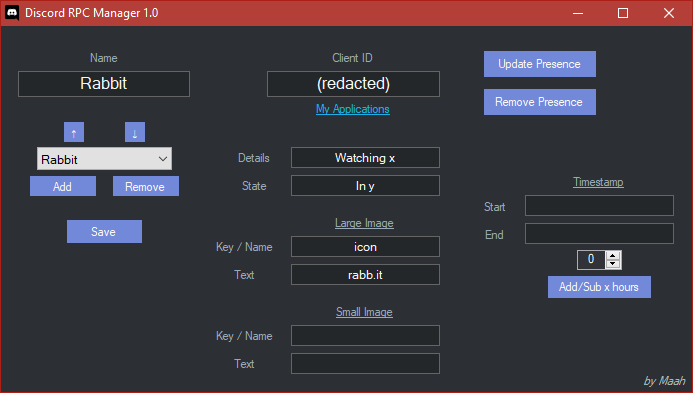 Discord RPC Manager 1.0
Name
Rabbit
Client ID
(redacted)
My Applications
Update Presence
Remove Presence
↑ ↓
Rabbit
Add Remove
Save
Details Watching x
State In y
Large Image
Key / Name icon
Text rabb.it
Small Image
Key / Name
Text
Timestamp
Start
End
0
Add/Sub x hours
by Maah